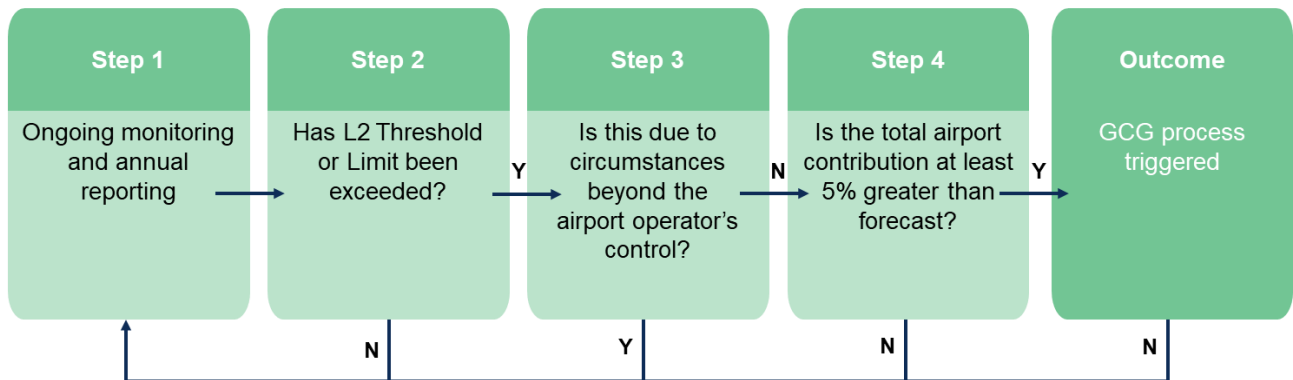 Step 1
Ongoing monitoring
and annual
reporting
Step 2
Has L2 Threshold
or Limit been
exceeded?
Y
Step 3
Is this due to
circumstances
beyond the
airport operator’s
control?
N
Step 4
Is the total airport
contribution at least
5% greater than
forecast?
Y
Outcome
GCG process
triggered
N
Y
N
N